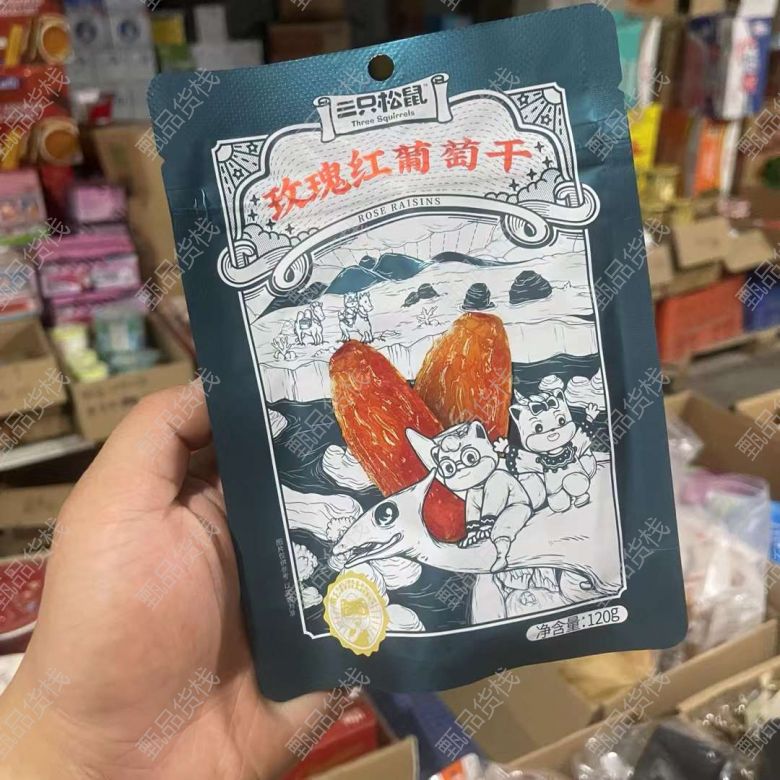 三只松鼠
Three Squirrels
玫瑰红葡萄干
ROSE RAISINS
净含量:120g
甄品货栈